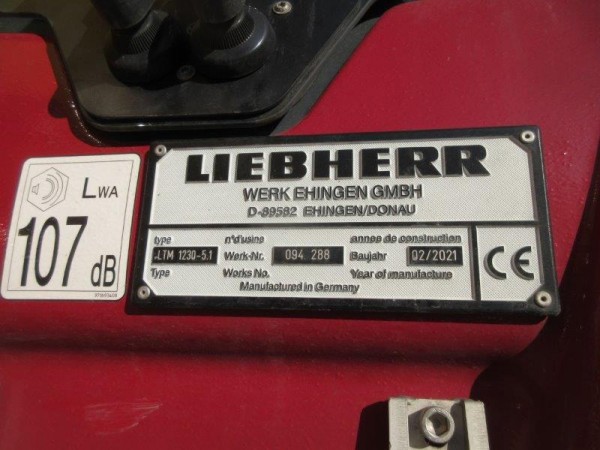 LIEBHERR
WERK EHINGEN GMBH
D-89582 EHINGEN/DONAU
type n°d'usine annee de construction
LTM 1230-5.1 Werk-Nr. 094 288 Baujahr 02/2021
Type Works No. Year of manufacture
Manufactured in Germany
CE
LWA
107 dB